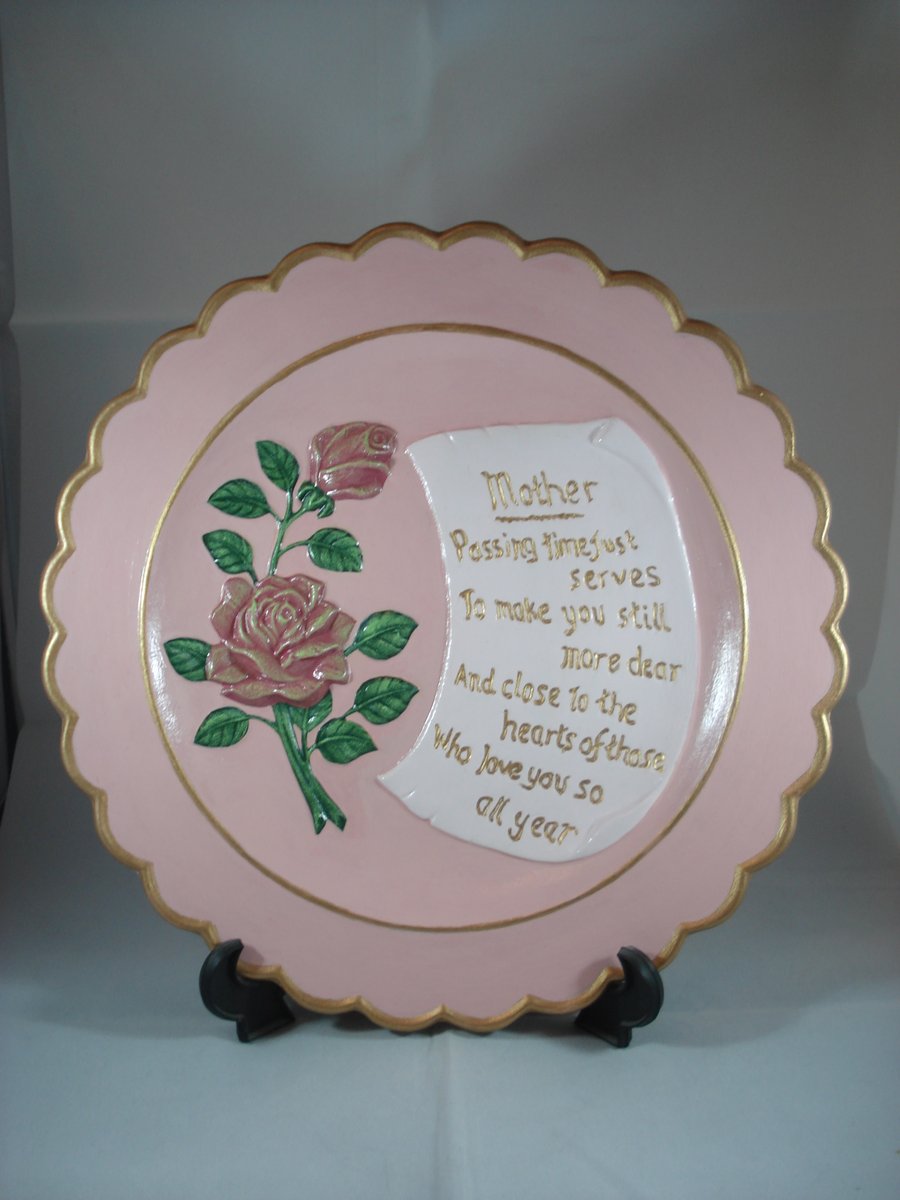 Mother
Passing time just
serves
To make you still
more dear
And close to the
hearts of those
who love you so
all year